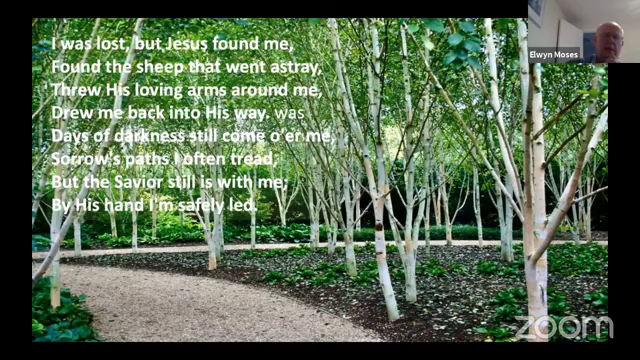 I was lost, but Jesus found me,
Found the sheep that went astray,
Threw His loving arms around me,
Drew me back into His way. was
Days of darkness still come o'er me,
Sorrow's paths I often tread,
But the Savior still is with me;
By His hand I'm safely led.
Elwyn Moses
zoom